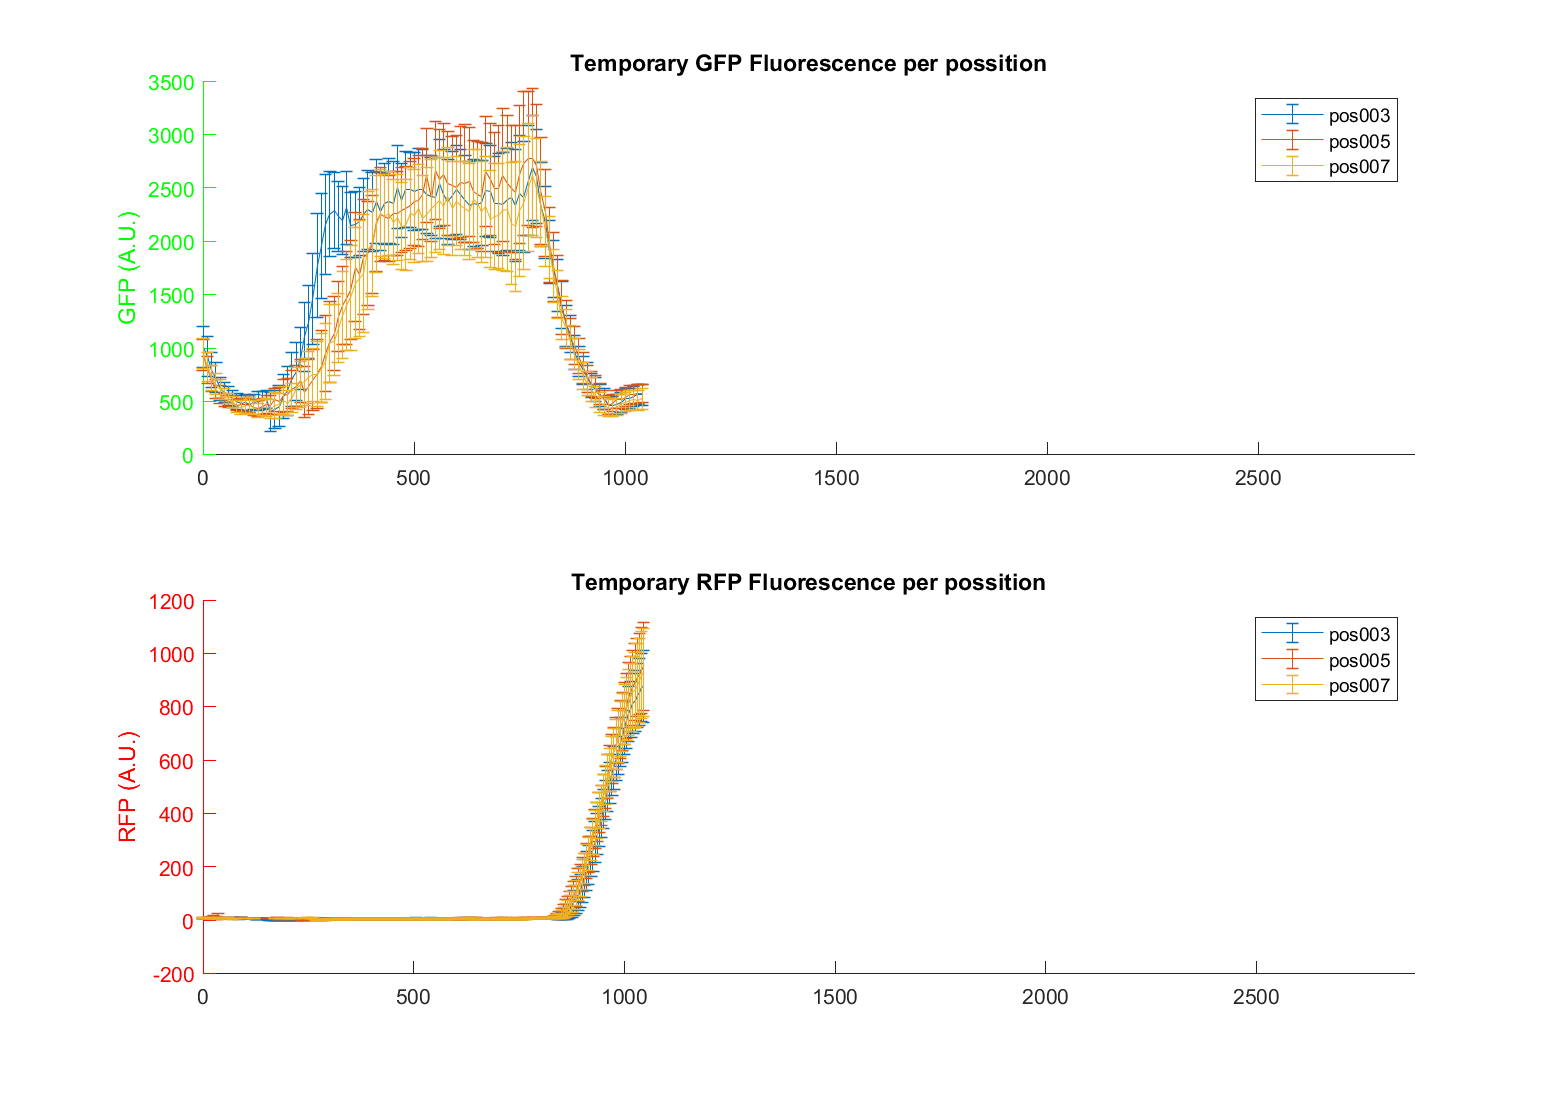 Temporary GFP Fluorescence per possition
3500
3000
2500
2000
1500
1000
500
0
GFP (A.U.)
0 500 1000 1500 2000 2500
pos003
pos005
pos007
Temporary RFP Fluorescence per possition
1200
1000
800
600
400
200
0
-200
RFP (A.U.)
0 500 1000 1500 2000 2500
pos003
pos005
pos007